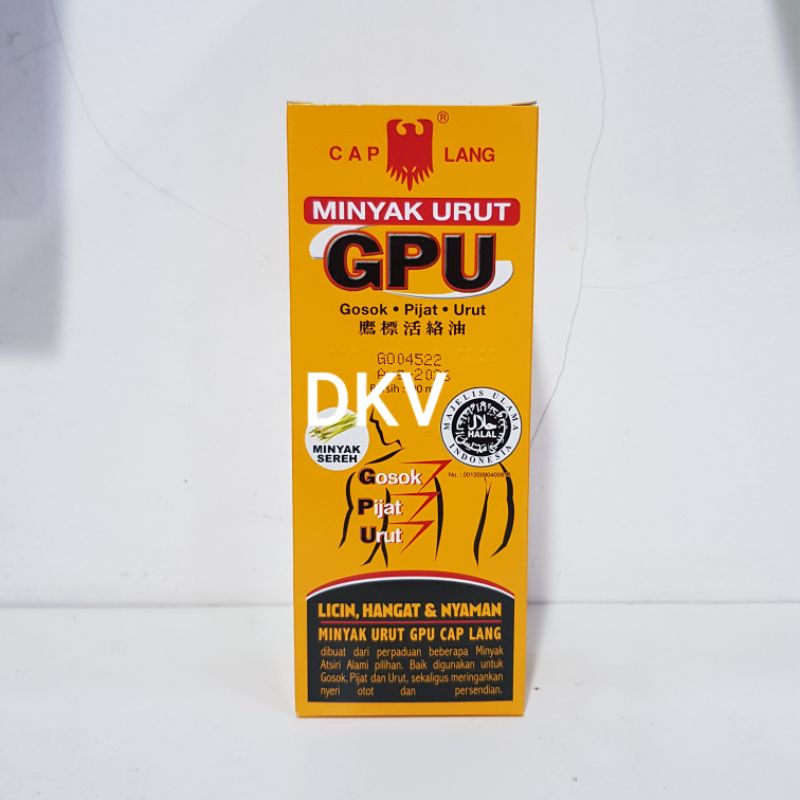 CAP LANG
®
MINYAK URUT
GPU
Gosok • Pijat • Urut
鷹標活絡油
GO04522
DKV
MAJELIS ULAMA
حلال
HALAL
INDONESIA
MINYAK
SEREH
Gosok
Pijat
Urut
LICIN, HANGAT & NYAMAN
MINYAK URUT GPU CAP LANG
dibuat dari perpaduan beberapa Minyak
Atsiri Alami pilihan. Baik digunakan untuk
Gosok, Pijat dan Urut, sekaligus meringankan
nyeri otot dan persendian.